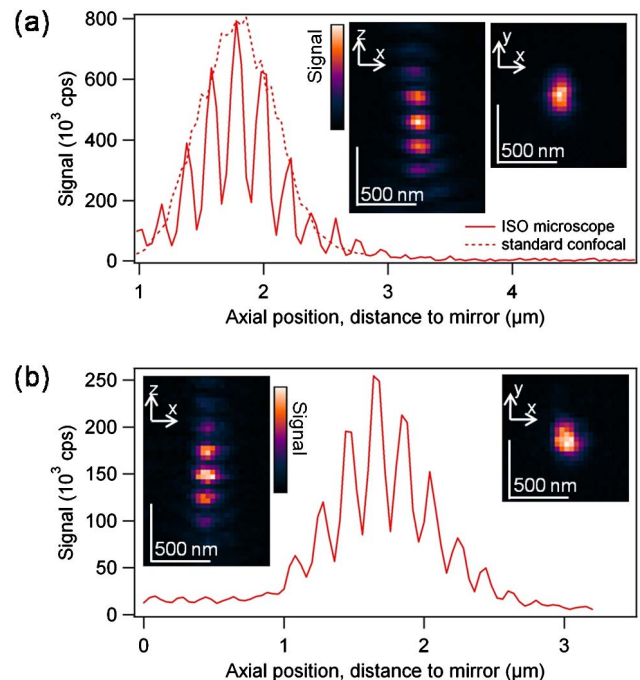 (a)
800
600
400
200
0
Signal (10³ cps)
Signal
z
x
500 nm
y
x
500 nm
ISO microscope
standard confocal
1
2
3
4
Axial position, distance to mirror (µm)
(b)
250
200
150
100
50
0
Signal (10³ cps)
z
x
Signal
500 nm
y
x
500 nm
0
1
2
3
Axial position, distance to mirror (µm)